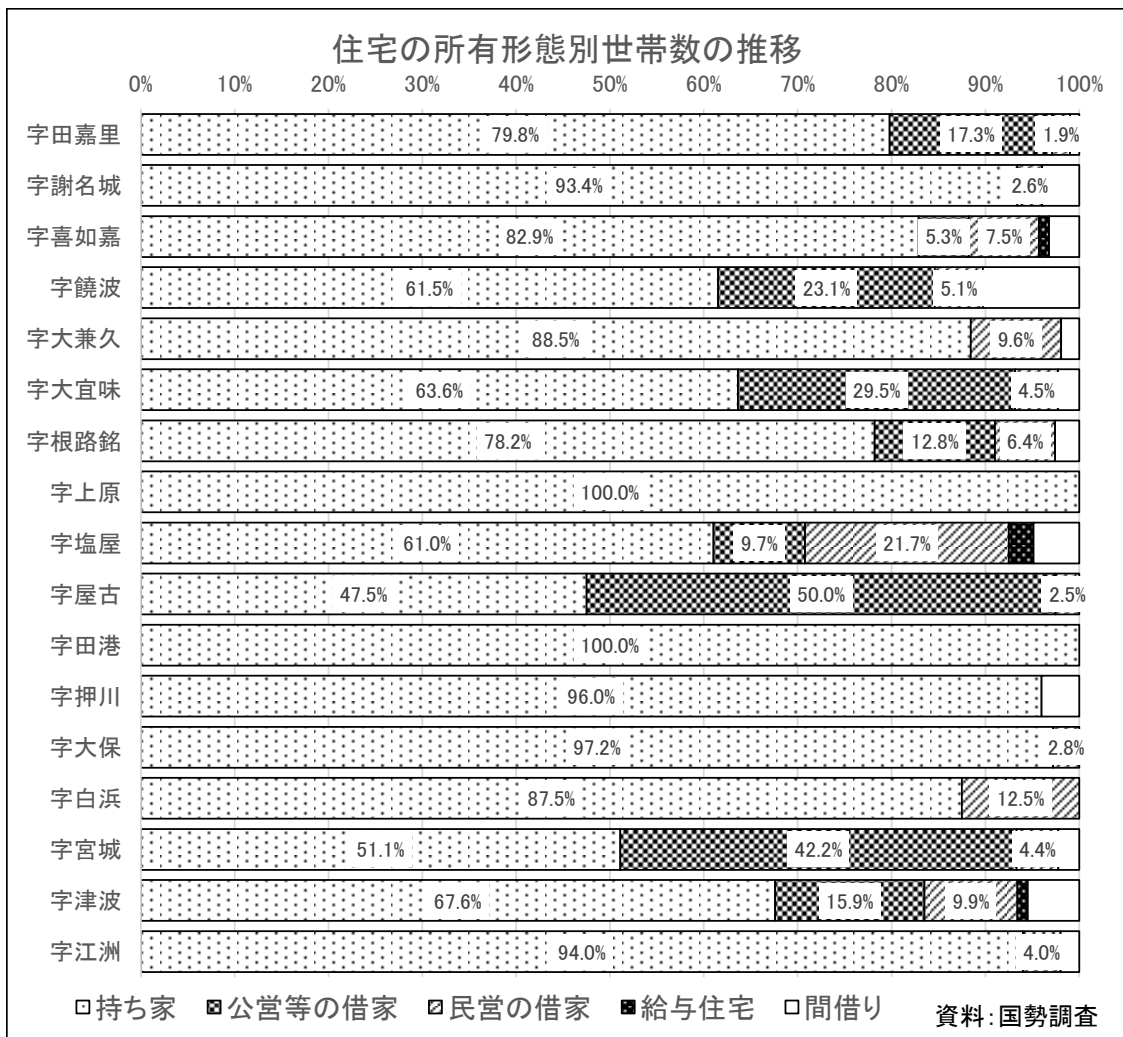 住宅の所有形態別世帯数の推移
0% 10% 20% 30% 40% 50% 60% 70% 80% 90% 100%
字田嘉里 79.8% 17.3% 1.9%
字謝名城 93.4% 2.6%
字喜如嘉 82.9% 5.3% 7.5%
字饒波 61.5% 23.1% 5.1%
字大兼久 88.5% 9.6%
字大宜味 63.6% 29.5% 4.5%
字根路銘 78.2% 12.8% 6.4%
字上原 100.0%
字塩屋 61.0% 9.7% 21.7%
字屋古 47.5% 50.0% 2.5%
字田港 100.0%
字押川 96.0%
字大保 97.2% 2.8%
字白浜 87.5% 12.5%
字宮城 51.1% 42.2% 4.4%
字津波 67.6% 15.9% 9.9%
字江洲 94.0% 4.0%
持ち家 公営等の借家 民営の借家 給与住宅 間借り
資料:国勢調査